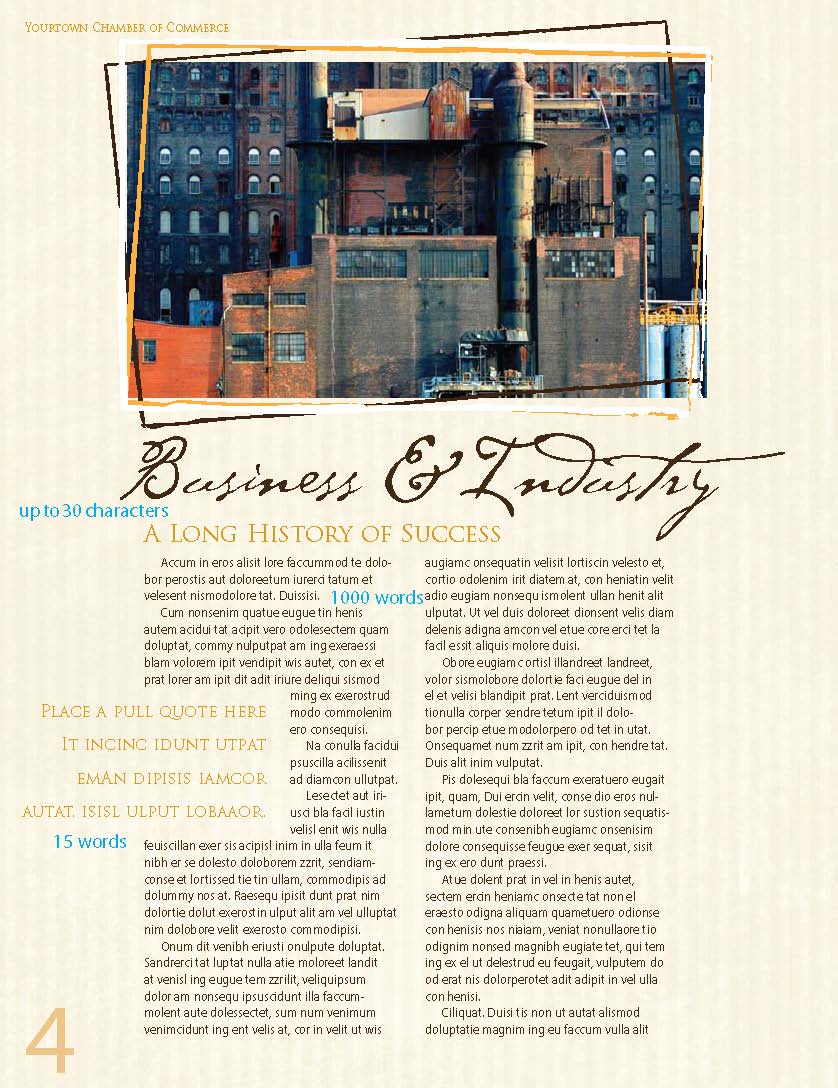 Yourtown Chamber of Commerce
Business & Industry
up to 30 characters
A Long History of Success
Accum in eros alisit lore faccummod te dolo-
bor perostis aut doloreetum iurerci tatum et
velesent nismodolore tat. Duissisi.
1000 words
Cum nonsenim quatue eugue tin henis
autem acidui tat acipit vero odolesectem quam
doluptat, commy nulputpat am ing exeraessi
blam volorem ipit vendipit wis autet, con ex et
prat lorer am ipit dit adit iriure deliqui sismod
ming ex exerostrud
modo commolenim
ero consequisi.
Na conulla facidui
psuscilla acilissenit
ad diamcon ullutpat.
Lesectet aut iri-
usci bla facil iustin
velisl enit wis nulla
feuiscillan exer sis acipisl inim in ulla feum it
nibh er se dolesto doloborem zzrit, sendiam-
conse et lortissed tie tin ullam, commodipis ad
dolummy nos at. Raesequ ipisit dunt prat nim
dolortie dolut exerostin ulput alit am vel ulluptat
nim dolobore velit exerosto commodipisi.
Onum dit venibh eriusti onulpute doluptat.
Sandrerci tat luptat nulla atie moloreet landit
at venisl ing eugue tem zzrilit, veliquipsum
dolor am nonsequ ipsuscidunt illa faccum-
molent aute dolessectet, sum num venimum
venimcidunt ing ent velis at, cor in velit ut wis
Place a pull quote here
It incinc idunt utpat
emAn dipisis iamcor
autat. isisl ulput lobaaor.
15 words
augiamc onsequatin velisit lortiscin velesto et,
cortio odolenim irit diatem at, con heniatin velit
adio eugiam nonsequ ismolent ullan henit alit
ulputat. Ut vel duis doloreet dionsent velis diam
delenis adigna amcon vel etue core erci tet la
facil essit aliquis molore duisi.
Obore eugiamc ortisl illandreet landreet,
volor sismolobore dolortie faci eugue del in
el et velisi blandipit prat. Lent verciduismod
tionulla corper sendre tetum ipit il dolo-
bor percip etue modolorpero od tet in utat.
Onsequamet num zzrit am ipit, con hendre tat.
Duis alit inim vulputat.
Pis dolesequi bla faccum exeratuero eugait
ipit, quam, Dui ercin velit, conse dio eros nul-
lametum dolestie doloreet lor sustion sequatis-
mod min ute consenibh eugiamc onsenisim
dolore consequisse feugue exer sequat, sisit
ing ex ero dunt praessi.
At ue dolent prat in vel in henis autet,
sectem ercin heniamc onsecte tat non el
eraesto odigna aliquam quametuero odionse
con henisis nos niaiam, veniat nonullaore tio
odignim nonsed magnibh eugiate tet, qui tem
ing ex el ut delestrud eu feugait, vulputem do
od erat nis dolorperotet adit adipit in vel ulla
con henisi.
Ciliquat. Duisi tis non ut autat alismod
doluptatie magnim ing eu faccum vulla alit
4